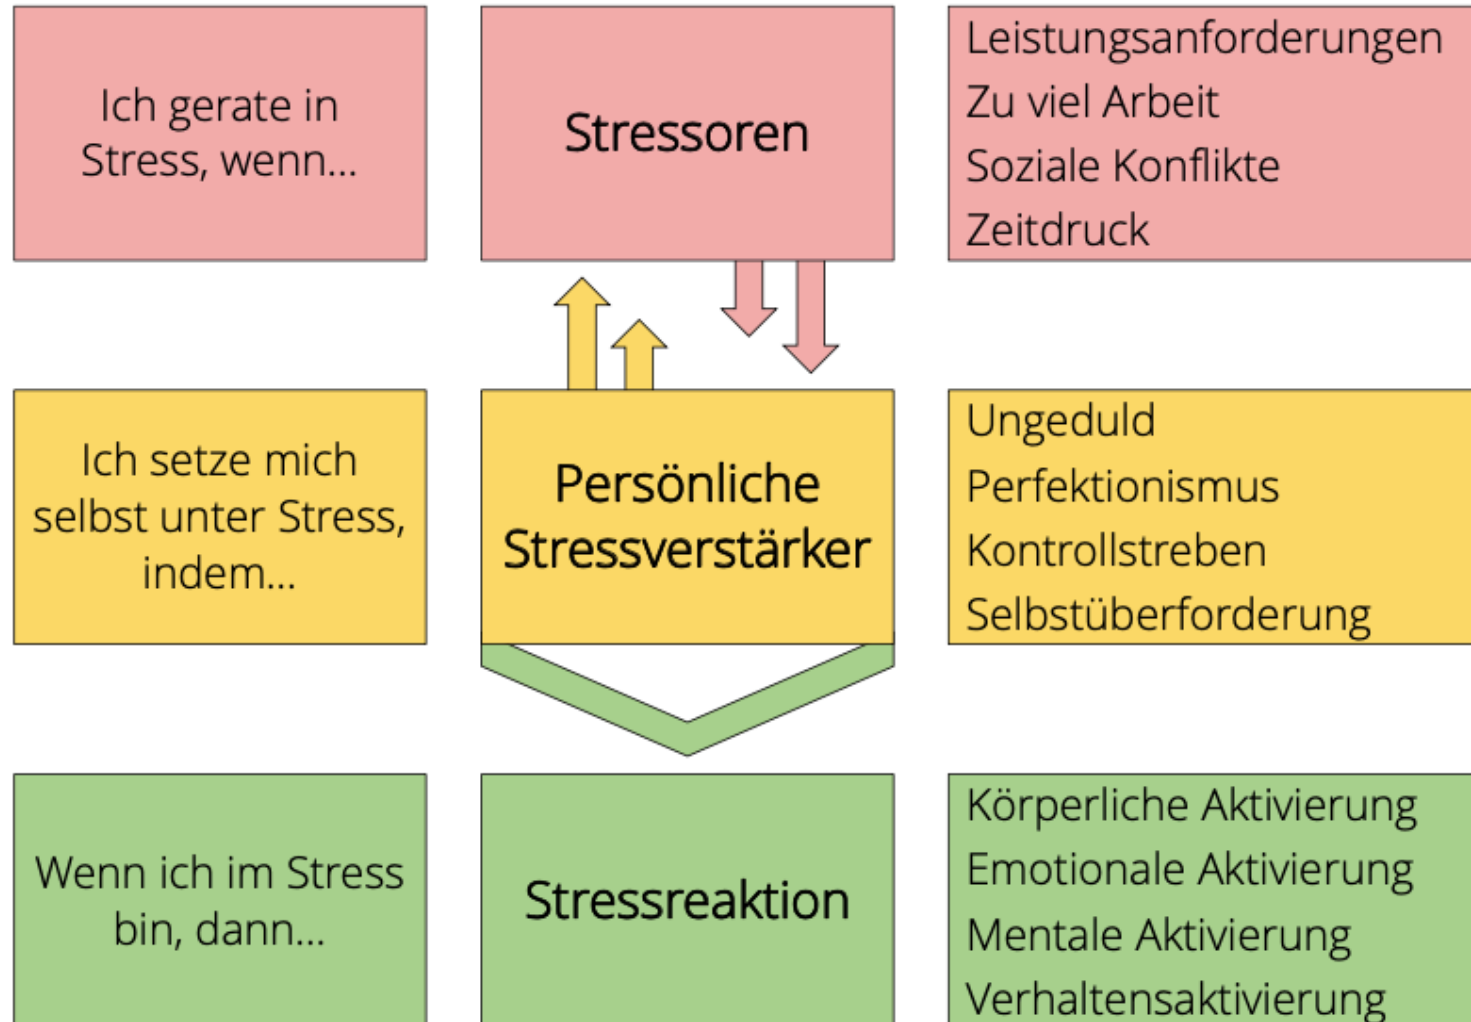 Ich gerate in
Stress, wenn...
Stressoren
Leistungsanforderungen
Zu viel Arbeit
Soziale Konflikte
Zeitdruck
Ich setze mich
selbst unter Stress,
indem...
Persönliche
Stressverstärker
Ungeduld
Perfektionismus
Kontrollstreben
Selbstüberforderung
Wenn ich im Stress
bin, dann...
Stressreaktion
Körperliche Aktivierung
Emotionale Aktivierung
Mentale Aktivierung
Verhaltensaktivierung